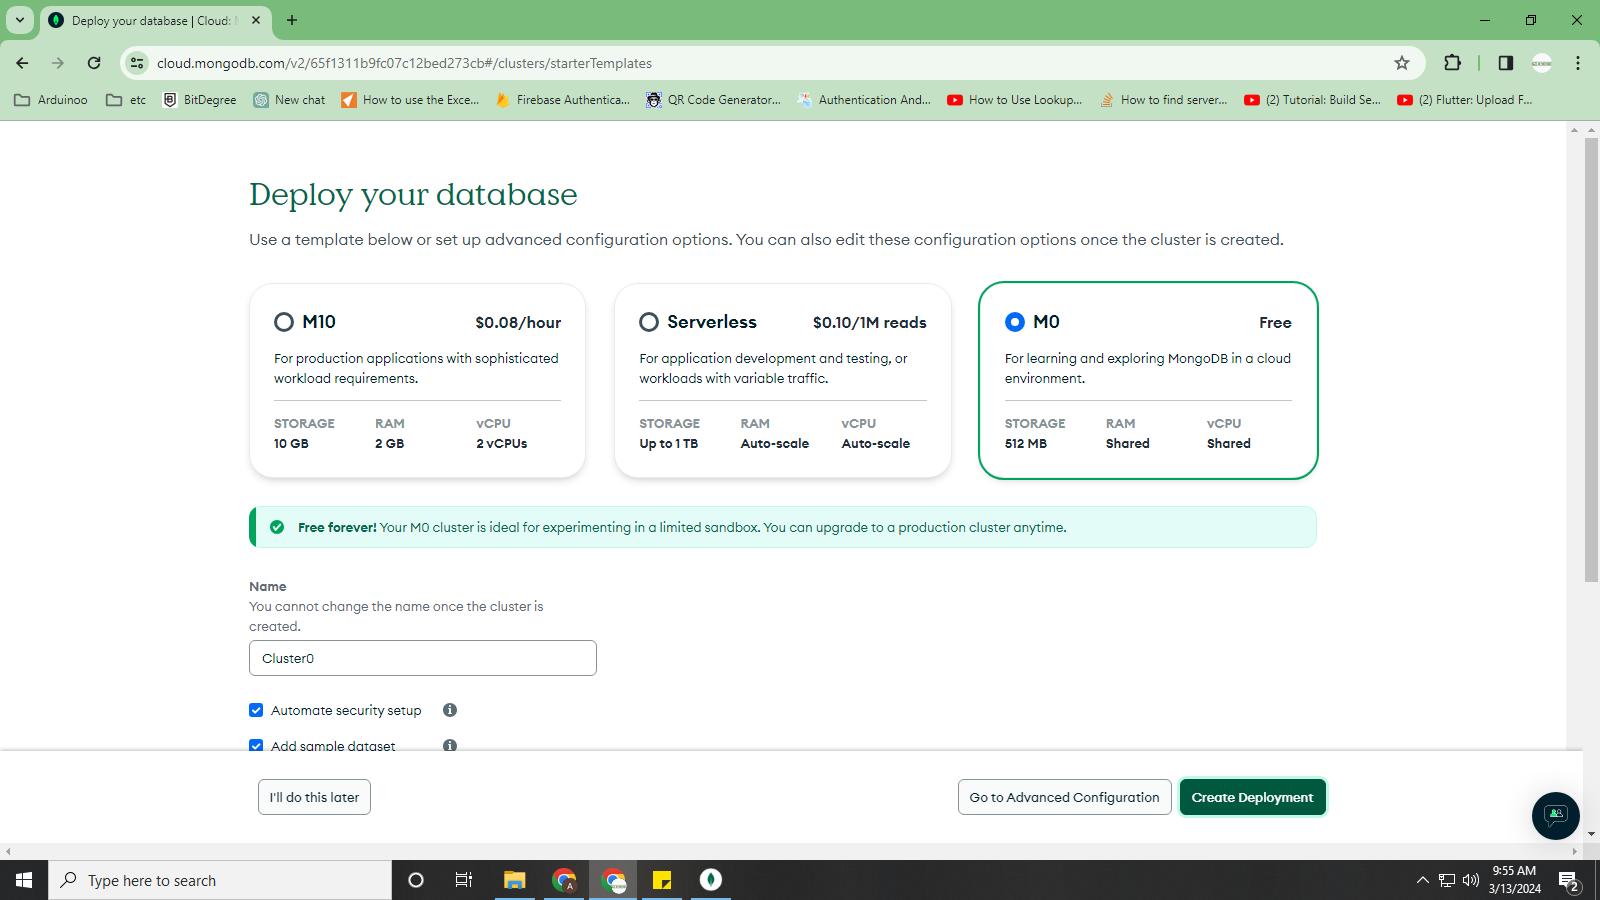 Deploy your database | Cloud:
cloud.mongodb.com/v2/65f1311b9fc07c12bed273cb#/clusters/starterTemplates
Arduinoo
etc
BitDegree
New chat
How to use the Exce...
Firebase Authentica...
QR Code Generator...
Authentication And...
How to Use Lookup...
How to find server...
(2) Tutorial: Build Se...
(2) Flutter: Upload F...
Deploy your database
Use a template below or set up advanced configuration options. You can also edit these configuration options once the cluster is created.
M10 $0.08/hour
For production applications with sophisticated
workload requirements.
STORAGE RAM vCPU
10 GB 2 GB 2 vCPUs
Serverless $0.10/1M reads
For application development and testing, or
workloads with variable traffic.
STORAGE RAM vCPU
Up to 1 TB Auto-scale Auto-scale
M0 Free
For learning and exploring MongoDB in a cloud
environment.
STORAGE RAM vCPU
512 MB Shared Shared
Free forever! Your M0 cluster is ideal for experimenting in a limited sandbox. You can upgrade to a production cluster anytime.
Name
You cannot change the name once the cluster is
created.
Cluster0
Automate security setup
Add sample dataset
I'll do this later
Go to Advanced Configuration
Create Deployment
Type here to search
A
9:55 AM
3/13/2024
2